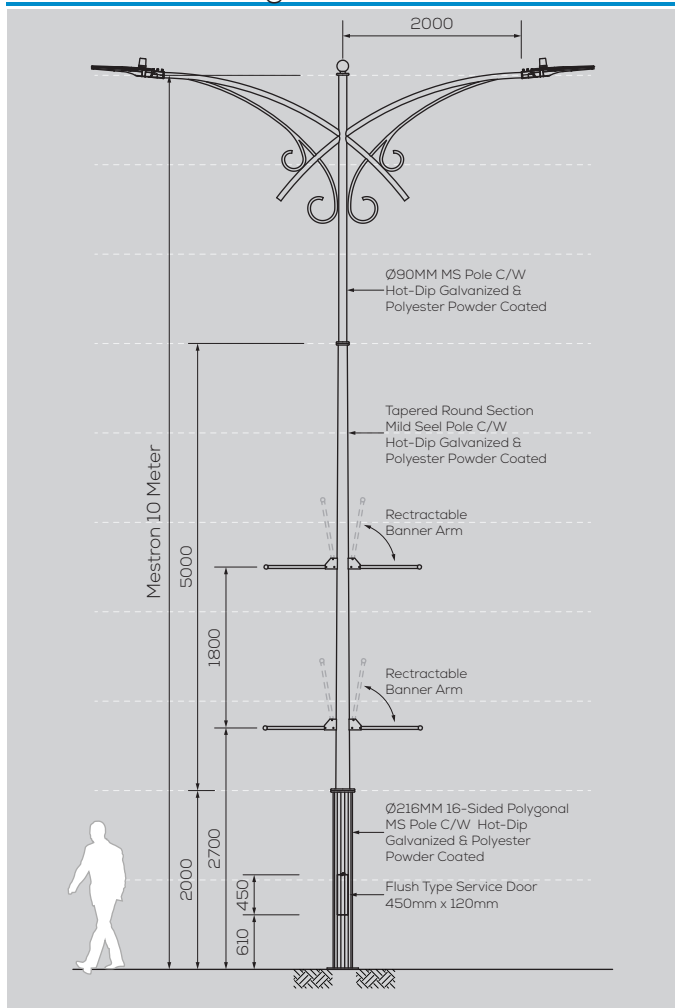 2000
Ø90MM MS Pole C/W
Hot-Dip Galvanized &
Polyester Powder Coated
Tapered Round Section
Mild Seel Pole C/W
Hot-Dip Galvanized &
Polyester Powder Coated
Mestron 10 Meter
5000
Rectractable
Banner Arm
1800
Rectractable
Banner Arm
Ø216MM 16-Sided Polygonal
MS Pole C/W Hot-Dip
Galvanized & Polyester
Powder Coated
2000
2700
450
Flush Type Service Door
450mm x 120mm
610